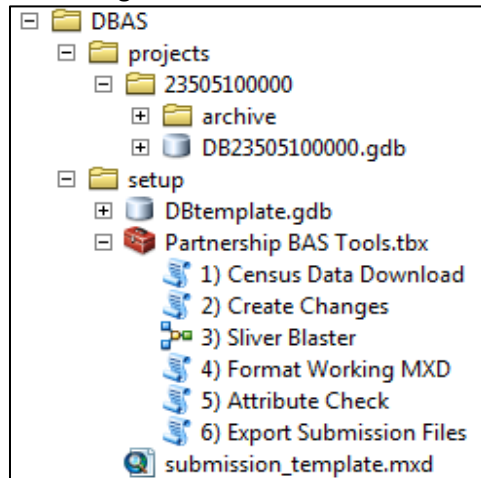 DBAS
projects
23505100000
archive
DB23505100000.gdb
setup
DBtemplate.gdb
Partnership BAS Tools.tbx
1) Census Data Download
2) Create Changes
3) Sliver Blaster
4) Format Working MXD
5) Attribute Check
6) Export Submission Files
submission_template.mxd